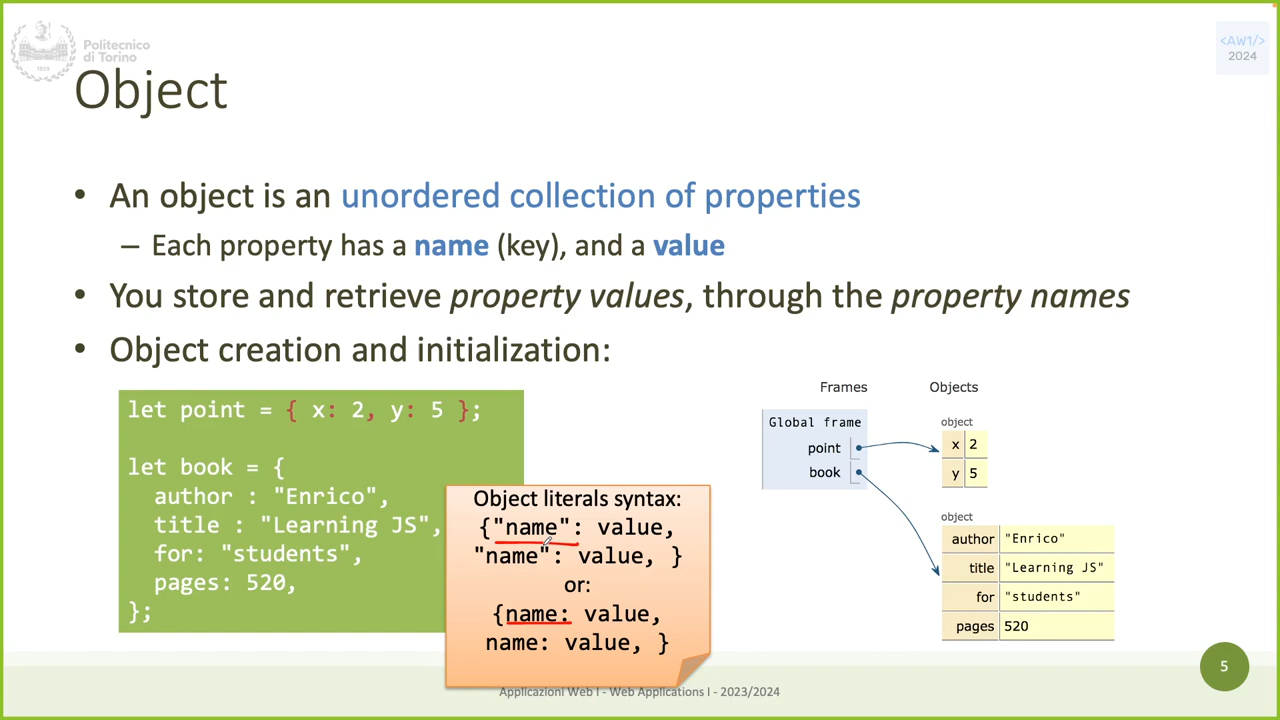 Politecnico
di Torino
<AW1/>
2024
Object
• An object is an unordered collection of properties
– Each property has a name (key), and a value
• You store and retrieve property values, through the property names
• Object creation and initialization:
let point = { x: 2, y: 5 };
let book = {
author : "Enrico",
title : "Learning JS",
for: "students",
pages: 520,
};
Object literals syntax:
{"name": value,
"name": value, }
or:
{name: value,
name: value, }
Frames
Objects
Global frame
point
book
object
x 2
y 5
object
author "Enrico"
title "Learning JS"
for "students"
pages 520
Applicazioni Web I - Web Applications I - 2023/2024
5